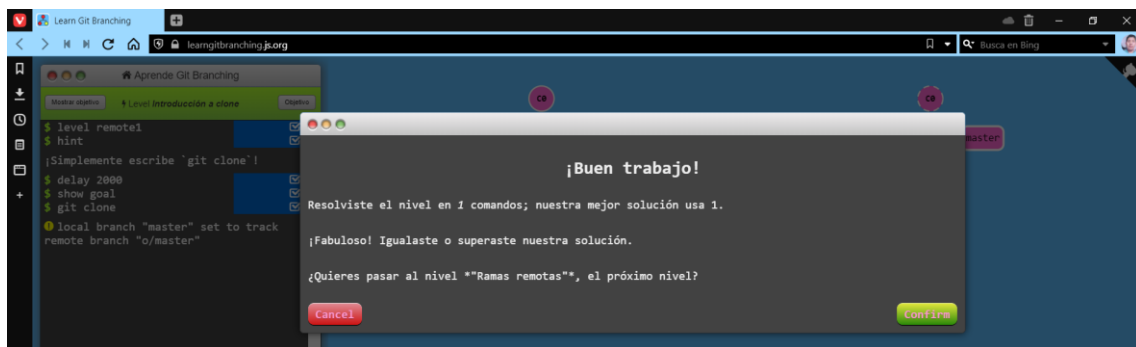 Learn Git Branching
learngitbranching.js.org
Busca en Bing
Aprende Git Branching
Mostrar objetivo
Level Introducción a clone
Objetivo
$ level remote1
$ hint
¡Simplemente escribe `git clone`!
$ delay 2000
$ show goal
$ git clone
local branch "master" set to track
remote branch "o/master"
c0
c0
master
¡Buen trabajo!
Resolviste el nivel en 1 comandos; nuestra mejor solución usa 1.
¡Fabuloso! Igualaste o superaste nuestra solución.
¿Quieres pasar al nivel *"Ramas remotas"*, el próximo nivel?
Cancel
Confirm